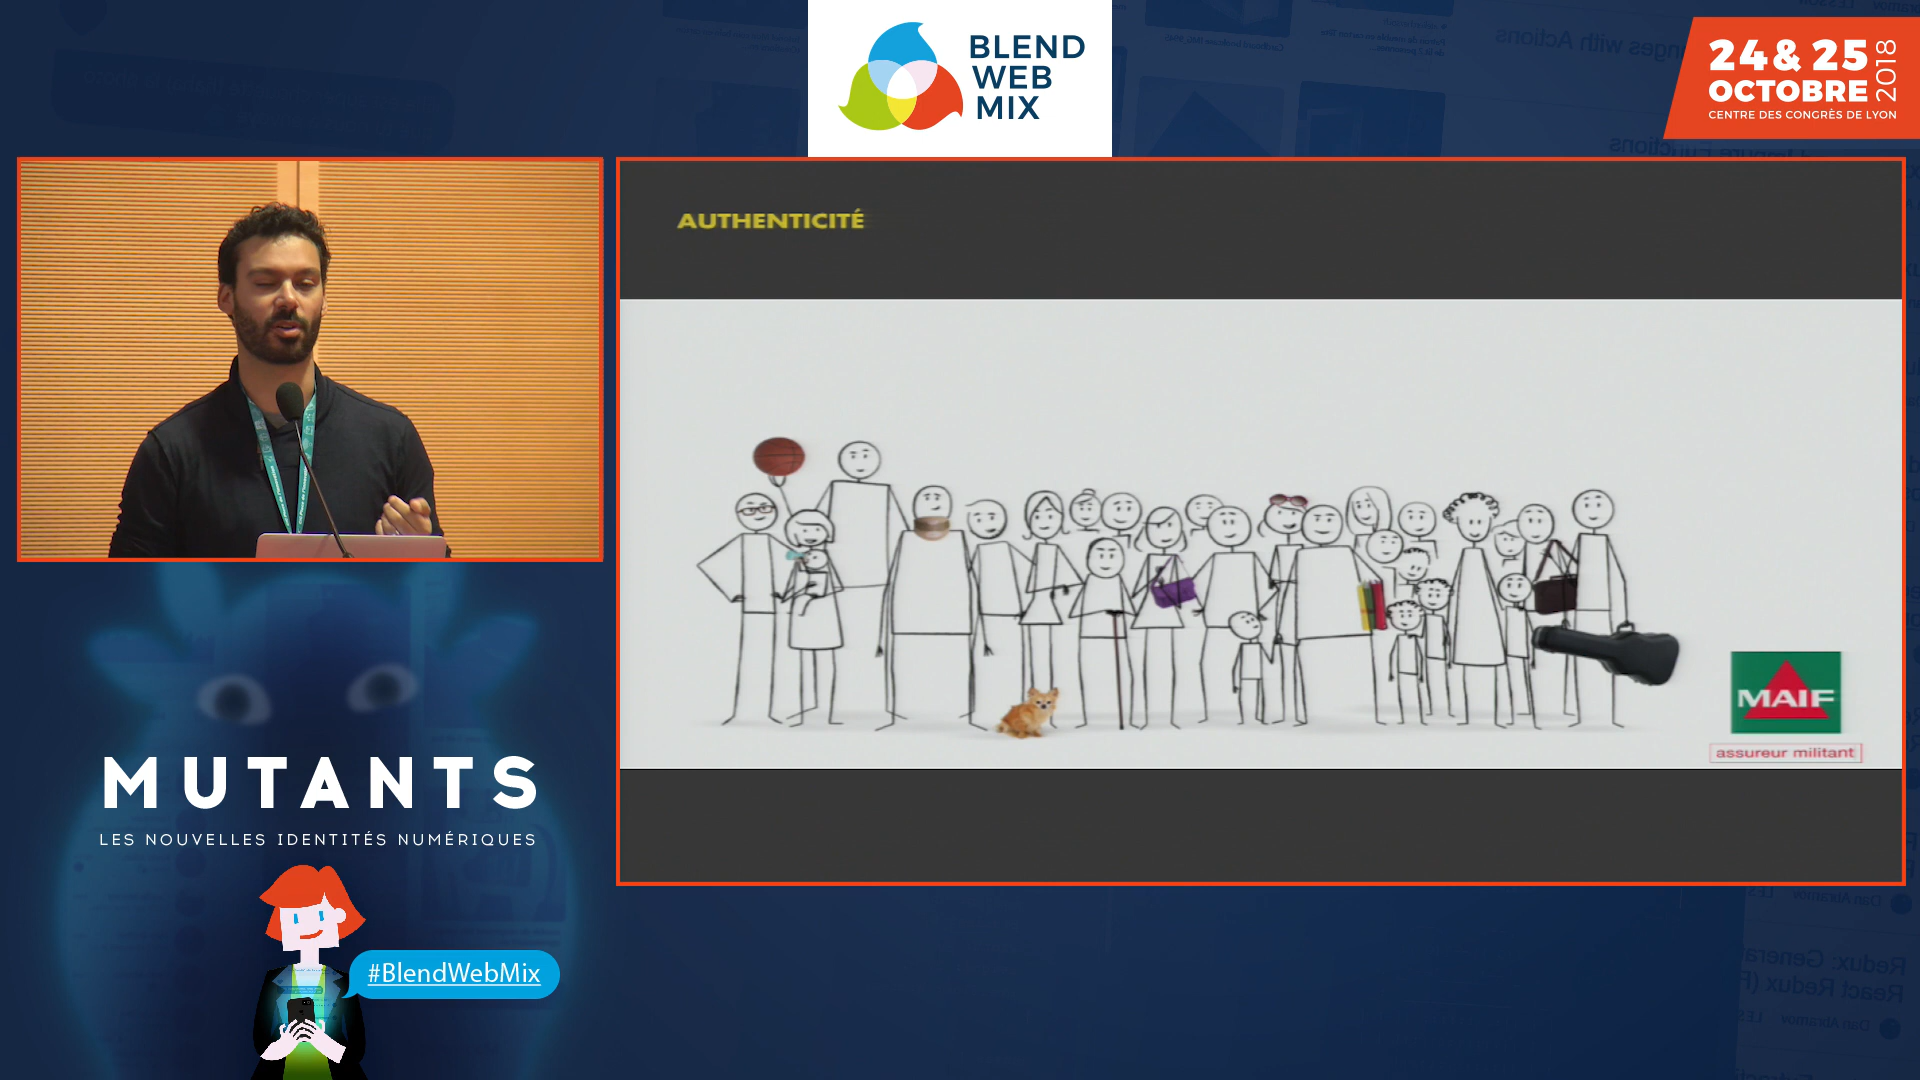 BLEND
WEB
MIX
24 & 25
OCTOBRE
2018
CENTRE DES CONGRÈS DE LYON
AUTHENTICITÉ
MAIF
assureur militant
MUTANTS
LES NOUVELLES IDENTITÉS NUMÉRIQUES
#BlendWebMix